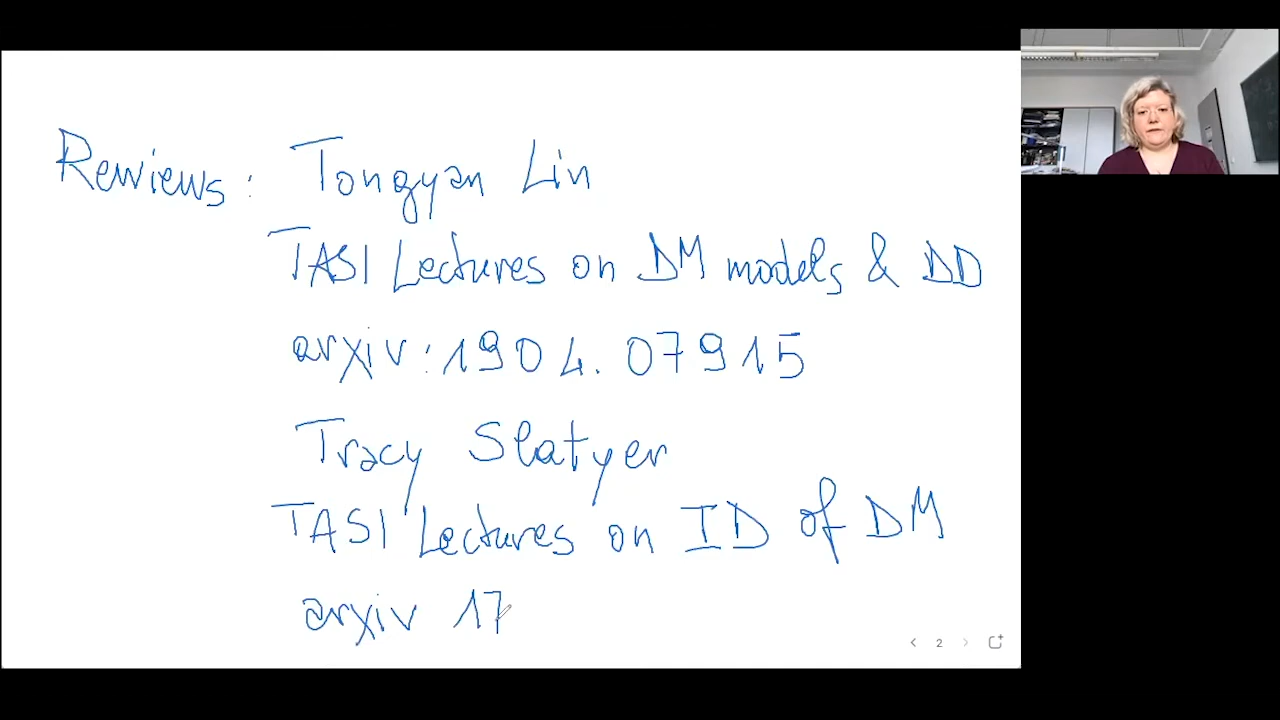 Rewiews: Tongyan Lin
TASI Lectures on DM models & DD
arxiv: 1904.07915
Tracy Slatyer
TASI Lectures on ID of DM
arxiv 17
2